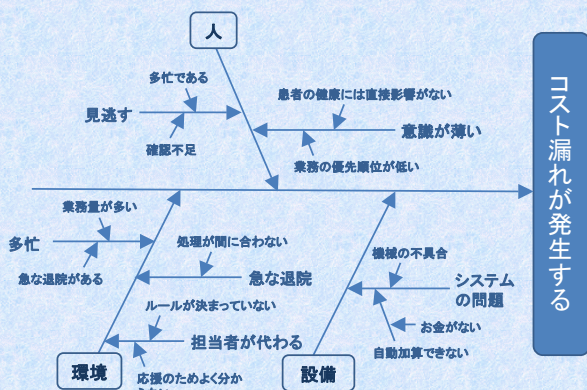 人
多忙である
見逃す
確認不足
患者の健康には直接影響がない
意識が薄い
業務の優先順位が低い
コスト漏れが発生する
業務量が多い
多忙
急な退院がある
処理が間に合わない
急な退院
ルールが決まっていない
担当者が代わる
応援のためよく分か
環境
機械の不具合
システム
の問題
お金がない
自動加算できない
設備